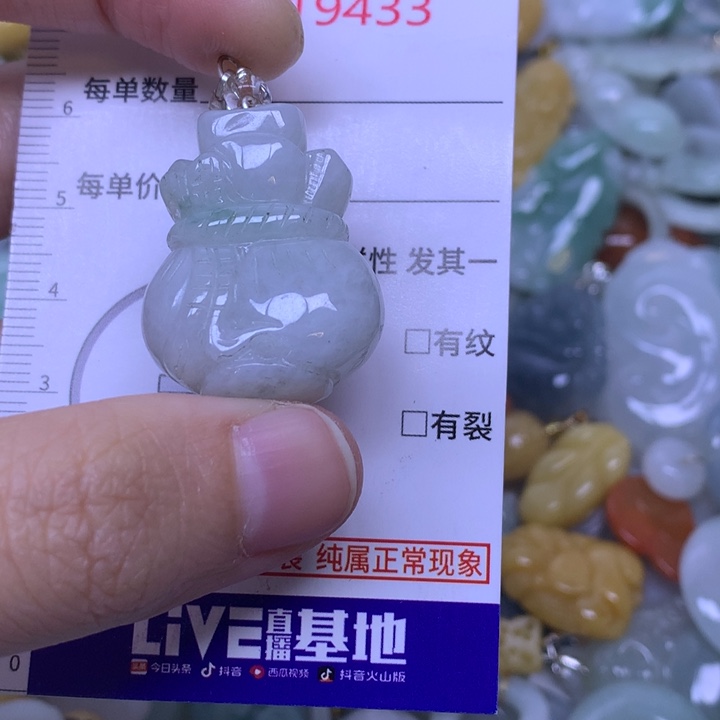 19433
每单数量
6
每单价
5
性 发其一
4
□有纹
3
□有裂
纯属正常现象
LiVE直播基地
今日头条 抖音 西瓜视频 抖音火山版
0